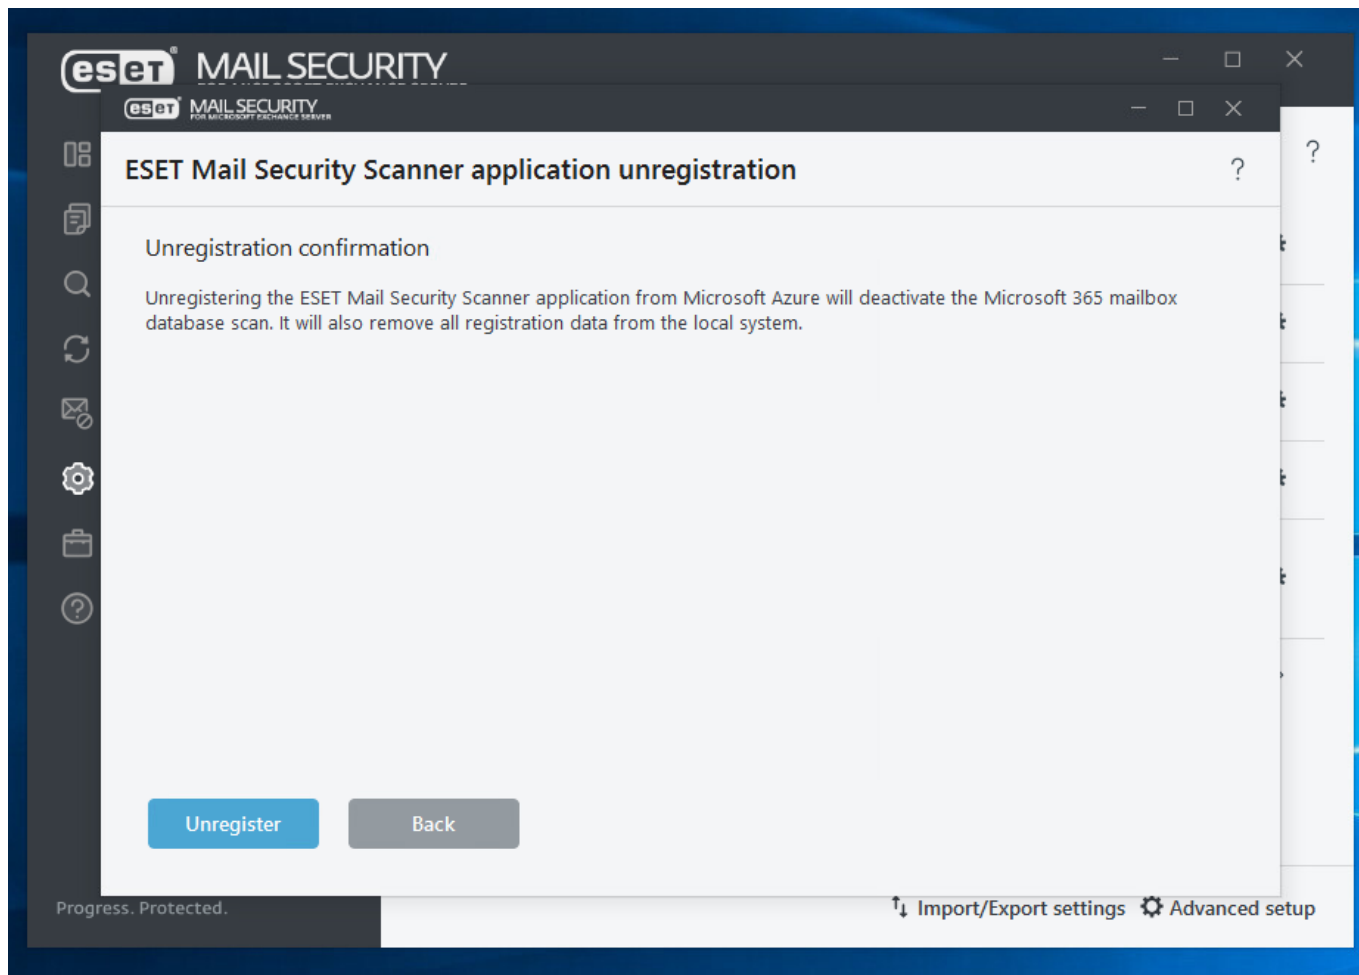 eset MAIL SECURITY
eset MAIL SECURITY
FOR MICROSOFT EXCHANGE SERVER
ESET Mail Security Scanner application unregistration
?
?
Unregistration confirmation
Unregistering the ESET Mail Security Scanner application from Microsoft Azure will deactivate the Microsoft 365 mailbox
database scan. It will also remove all registration data from the local system.
Unregister
Back
Progress. Protected.
Import/Export settings
Advanced setup